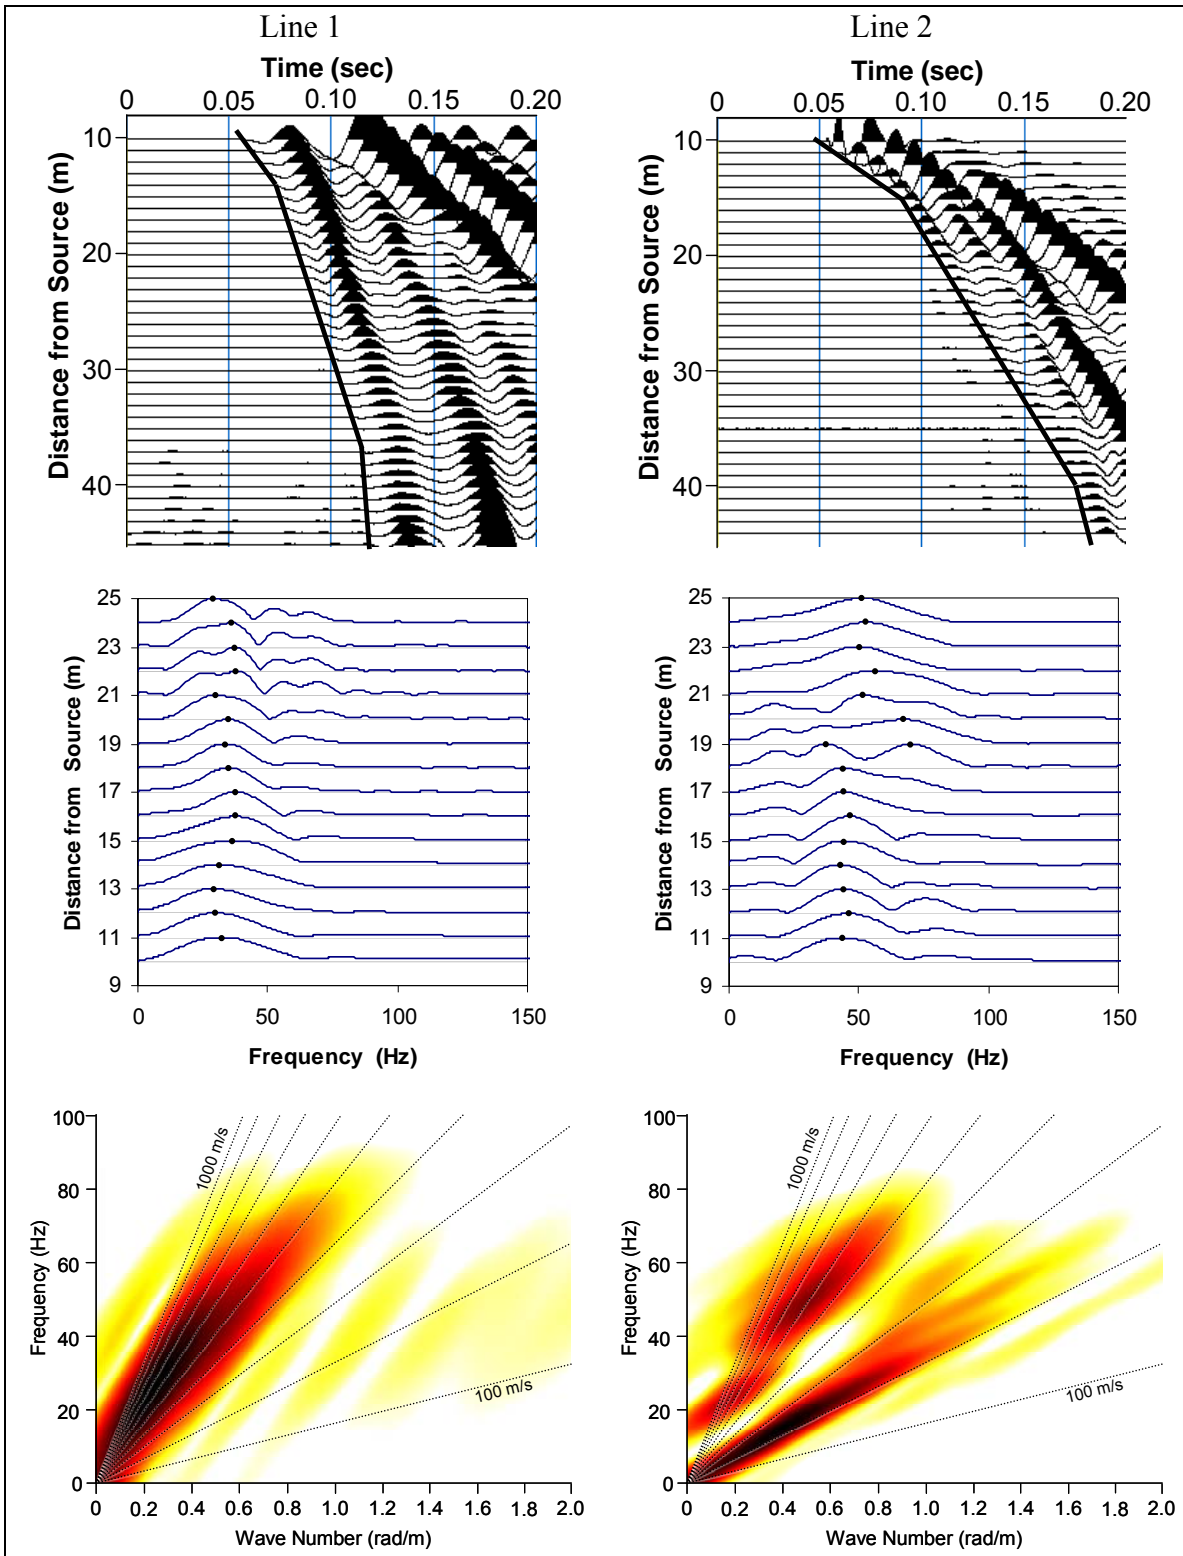 Line 1
Line 2
Time (sec)
Time (sec)
0 0.05 0.10 0.15 0.20
0 0.05 0.10 0.15 0.20
Distance from Source (m)
10
20
30
40
Distance from Source (m)
10
20
30
40
Distance from Source (m)
25
23
21
19
17
15
13
11
9
0 50 100 150
Frequency (Hz)
Distance from Source (m)
25
23
21
19
17
15
13
11
9
0 50 100 150
Frequency (Hz)
Frequency (Hz)
100
80
60
40
20
0
1000 m/s
100 m/s
0 0.2 0.4 0.6 0.8 1.0 1.2 1.4 1.6 1.8 2.0
Wave Number (rad/m)
Frequency (Hz)
100
80
60
40
20
0
1000 m/s
100 m/s
0 0.2 0.4 0.6 0.8 1.0 1.2 1.4 1.6 1.8 2.0
Wave Number (rad/m)